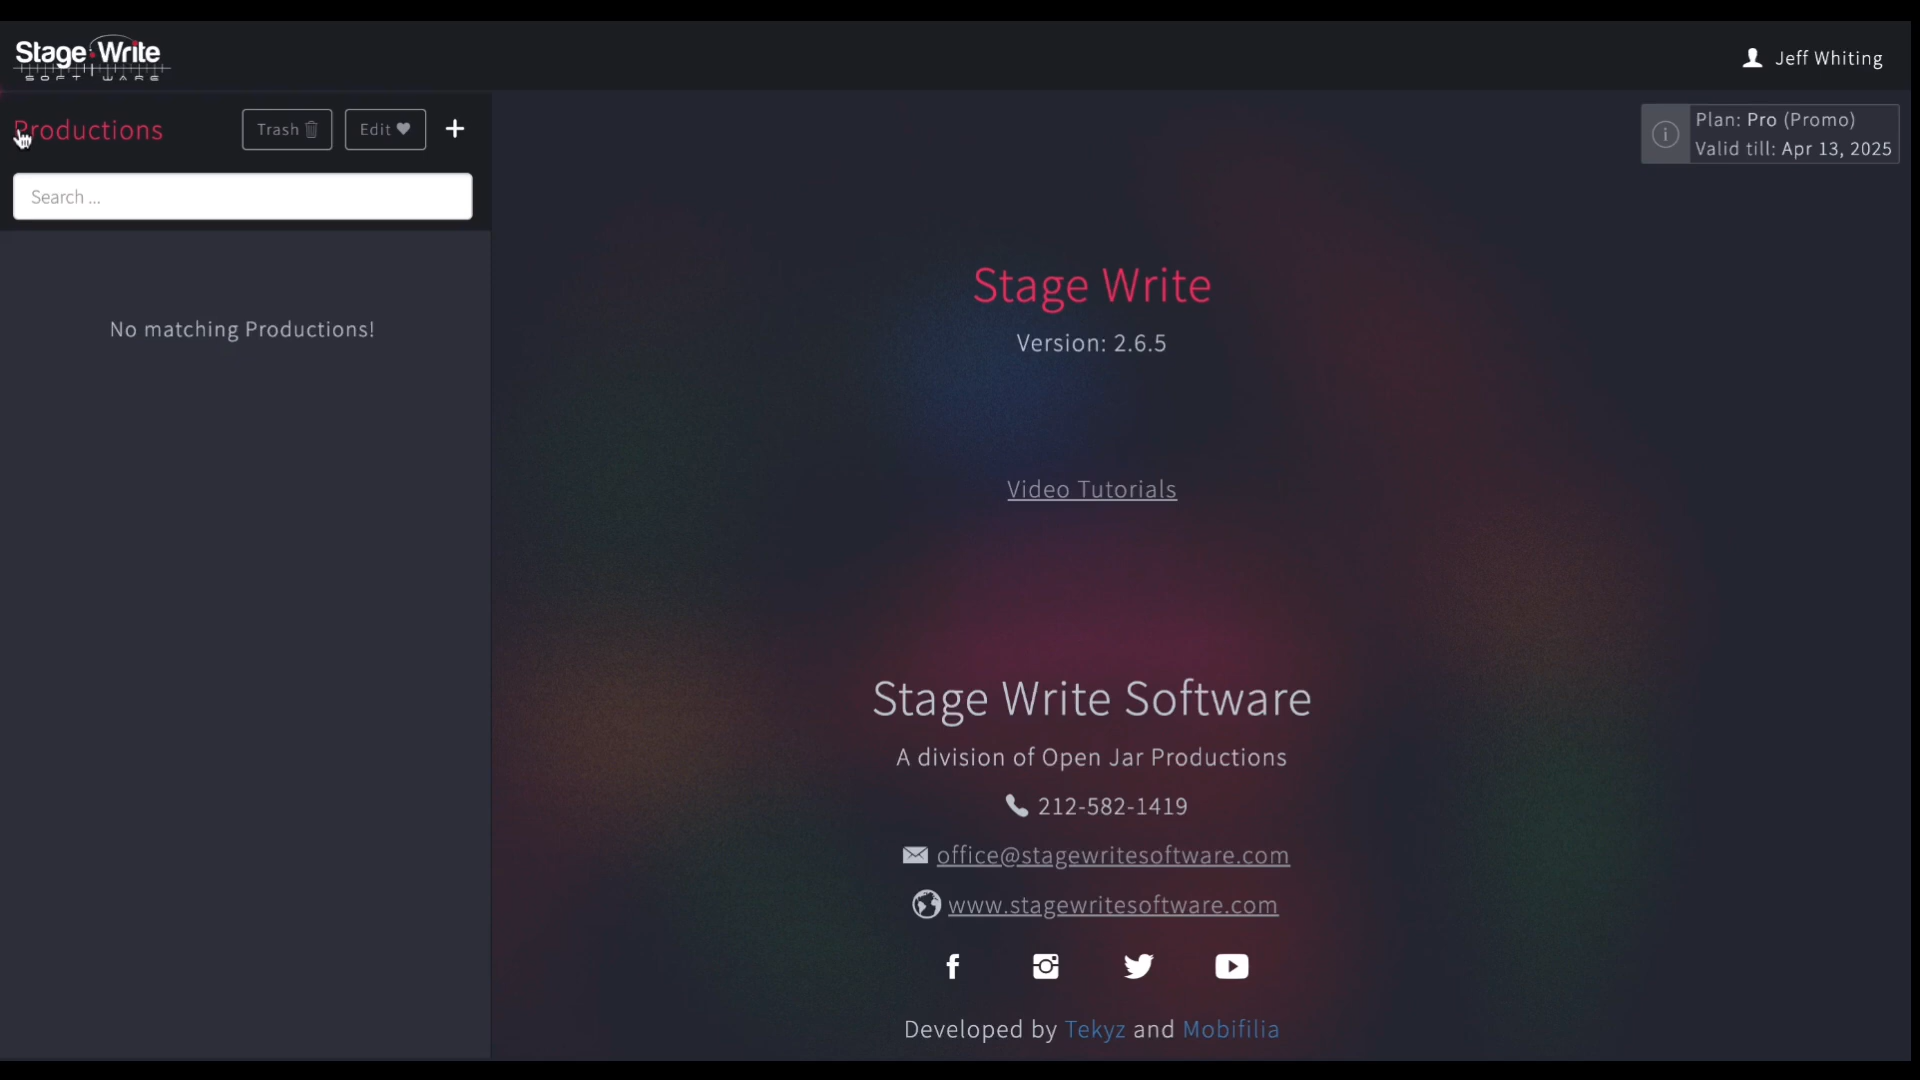 Stage Write
SOFTWARE
Jeff Whiting
Productions
Trash
Edit
Search ...
No matching Productions!
Plan: Pro (Promo)
Valid till: Apr 13, 2025
Stage Write
Version: 2.6.5
Video Tutorials
Stage Write Software
A division of Open Jar Productions
212-582-1419
office@stagewritesoftware.com
www.stagewritesoftware.com
Developed by Tekyz and Mobifilia